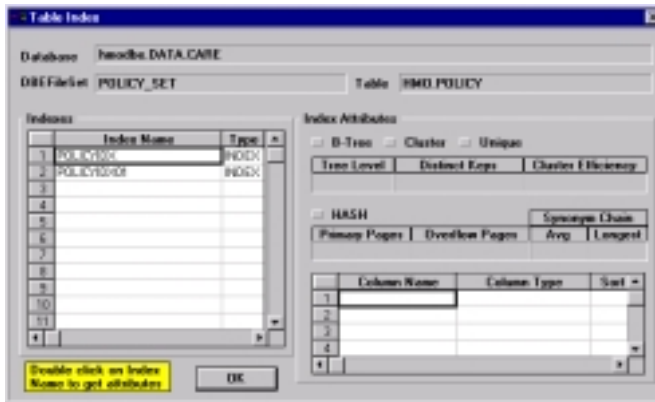 Table Index
Database hmodba.DATA.CARE
DBEFileSet POLICY_SET Table HMO.POLICY
Indexes
Index Name Type
1 POLICYIDX INDEX
2 INDEX
3
4
5
6
7
8
9
10
11
Double click on Index
Name to get attributes
OK
Index Attributes
B-Tree Cluster Unique
Tree Level Distinct Keys Cluster Efficiency
HASH Synonym Chain
Primary Pages Overflow Pages Avg Longest
Column Name Column Type Sort
1
2
3
4